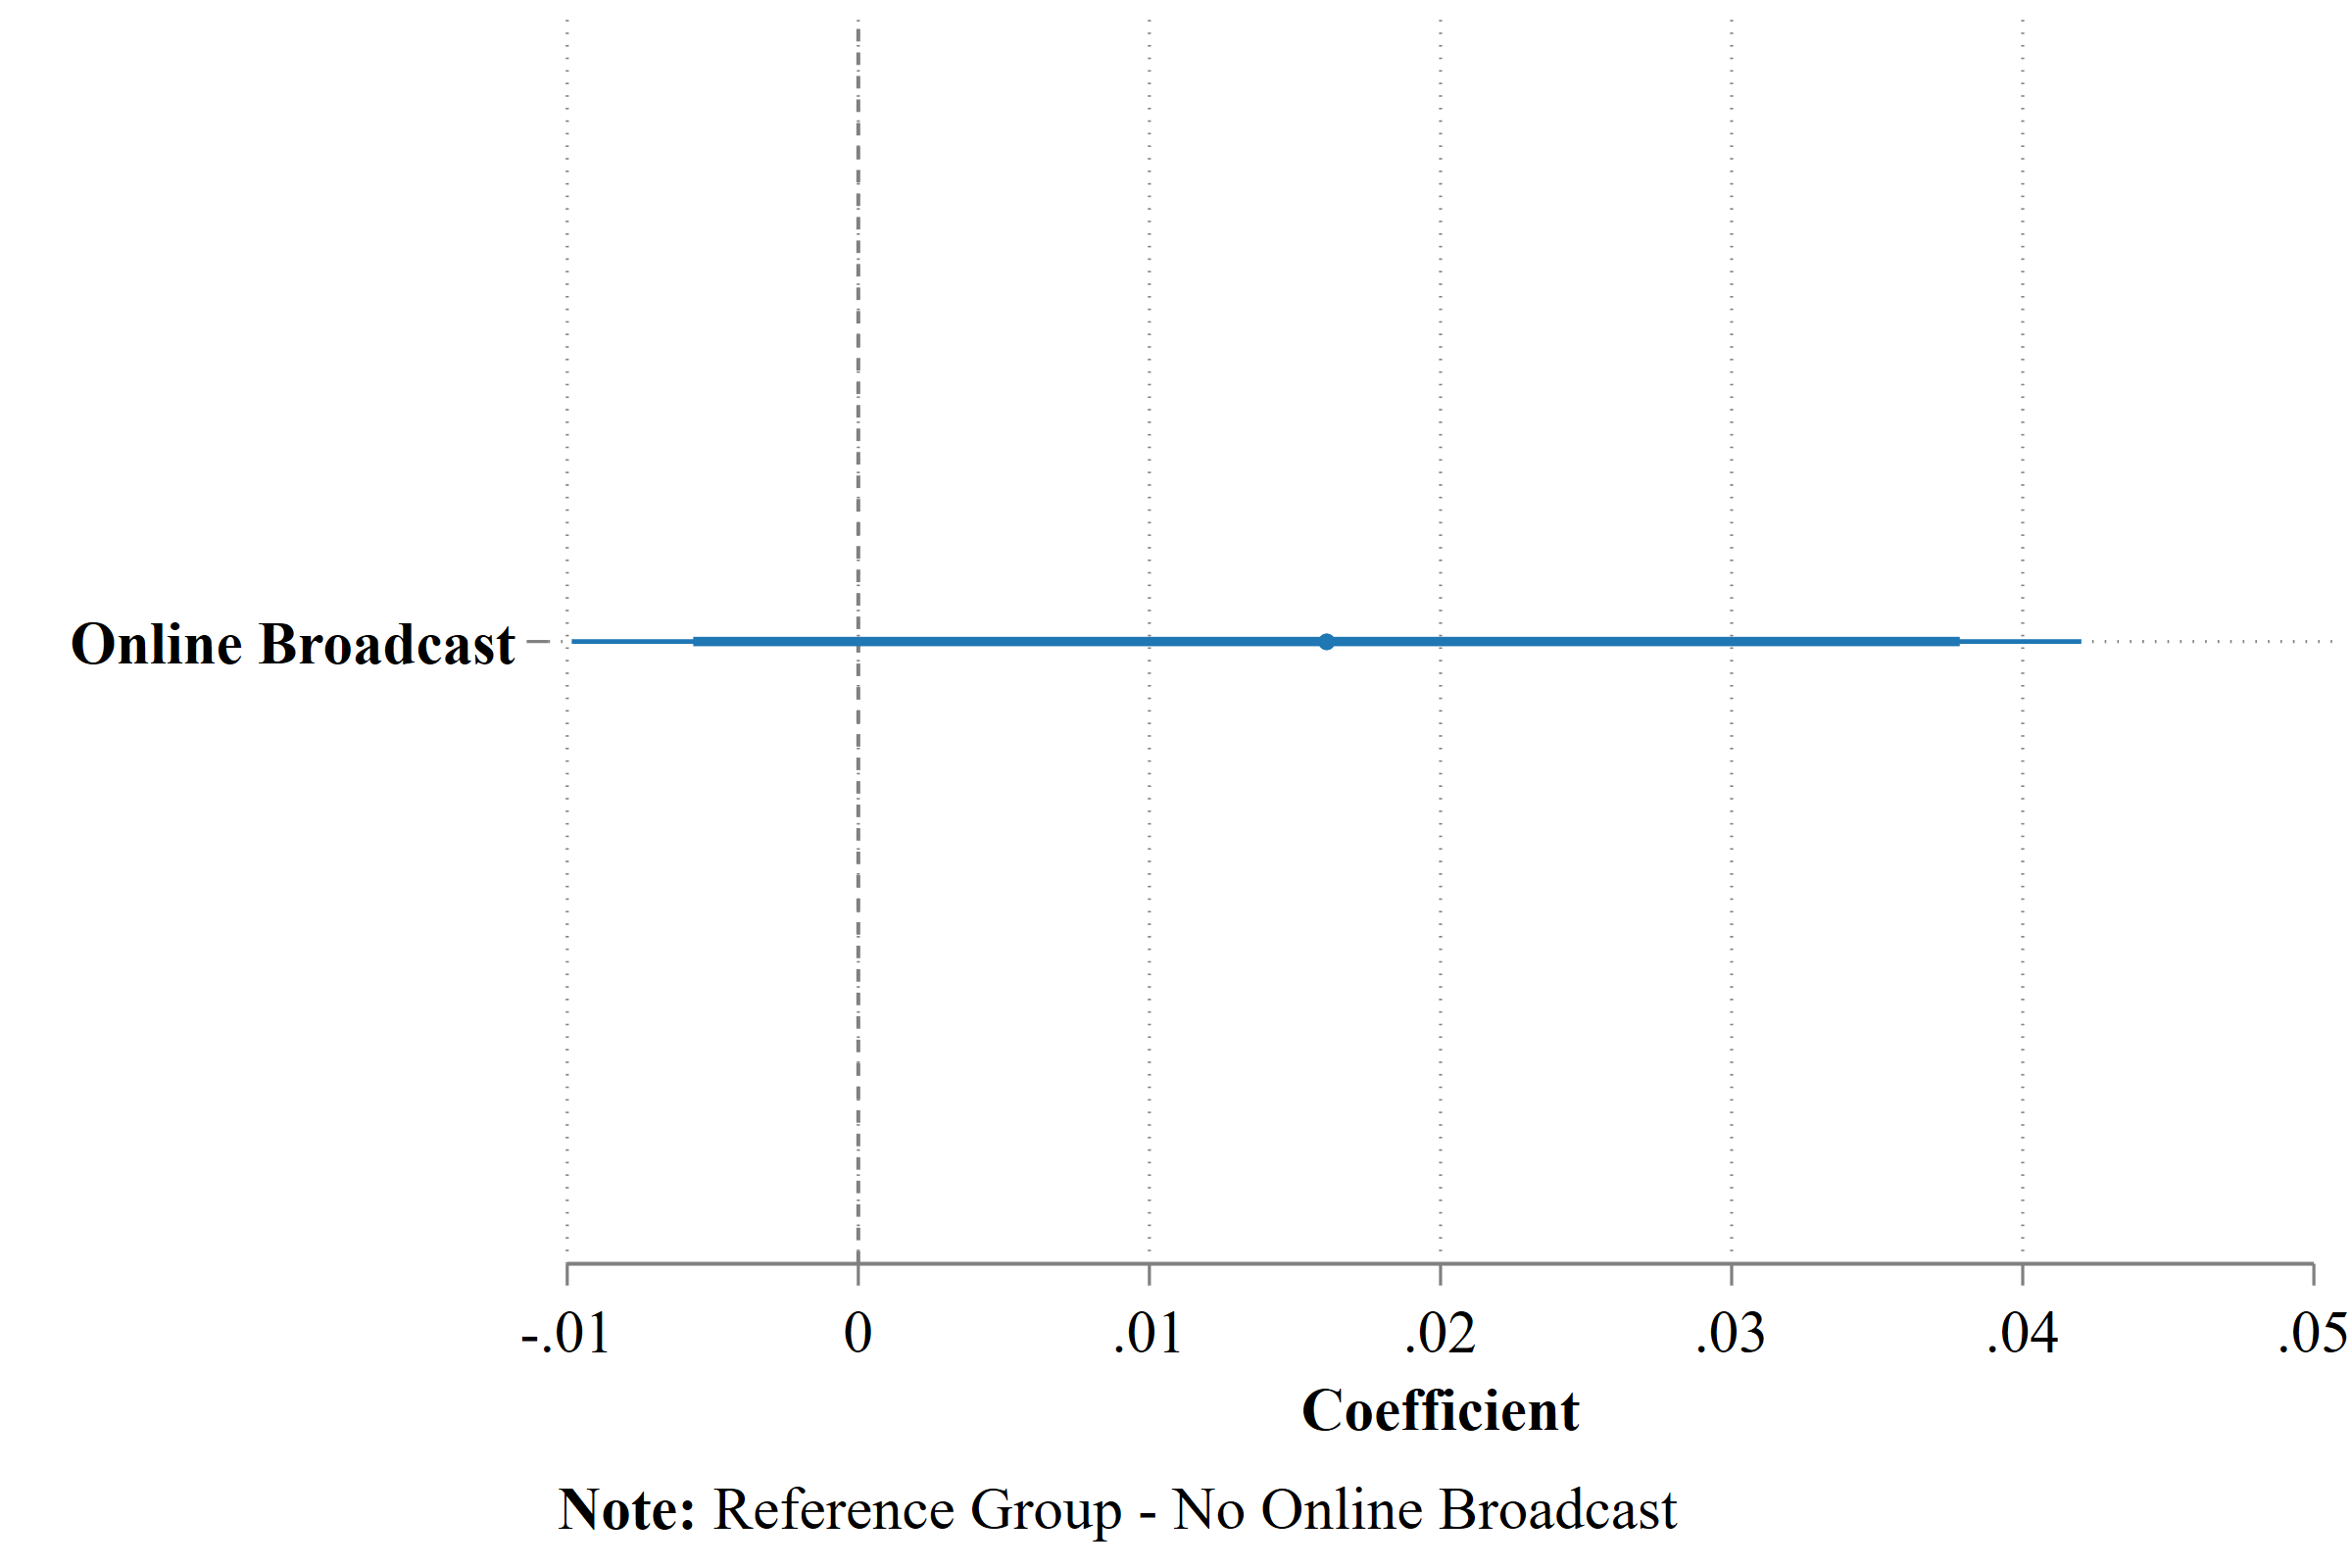 Online Broadcast
-.01 0 .01 .02 .03 .04 .05
Coefficient
Note: Reference Group - No Online Broadcast